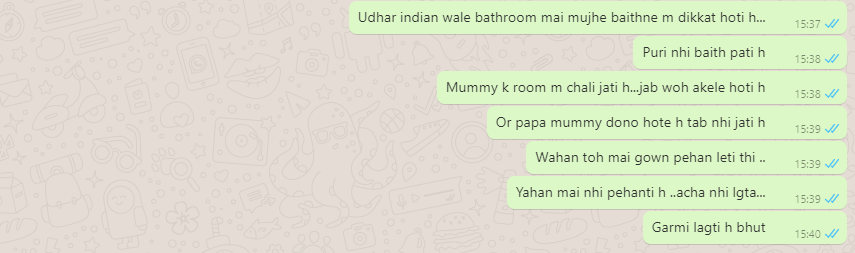 Udhar indian wale bathroom mai mujhe baithne m dikkat hoti h... 15:37
Puri nhi baith pati h 15:38
Mummy k room m chali jati h...jab woh akele hoti h 15:38
Or papa mummy dono hote h tab nhi jati h 15:39
Wahan toh mai gown pehan leti thi .. 15:39
Yahan mai nhi pehanti h ..acha nhi lgta... 15:39
Garmi lagti h bhut 15:40